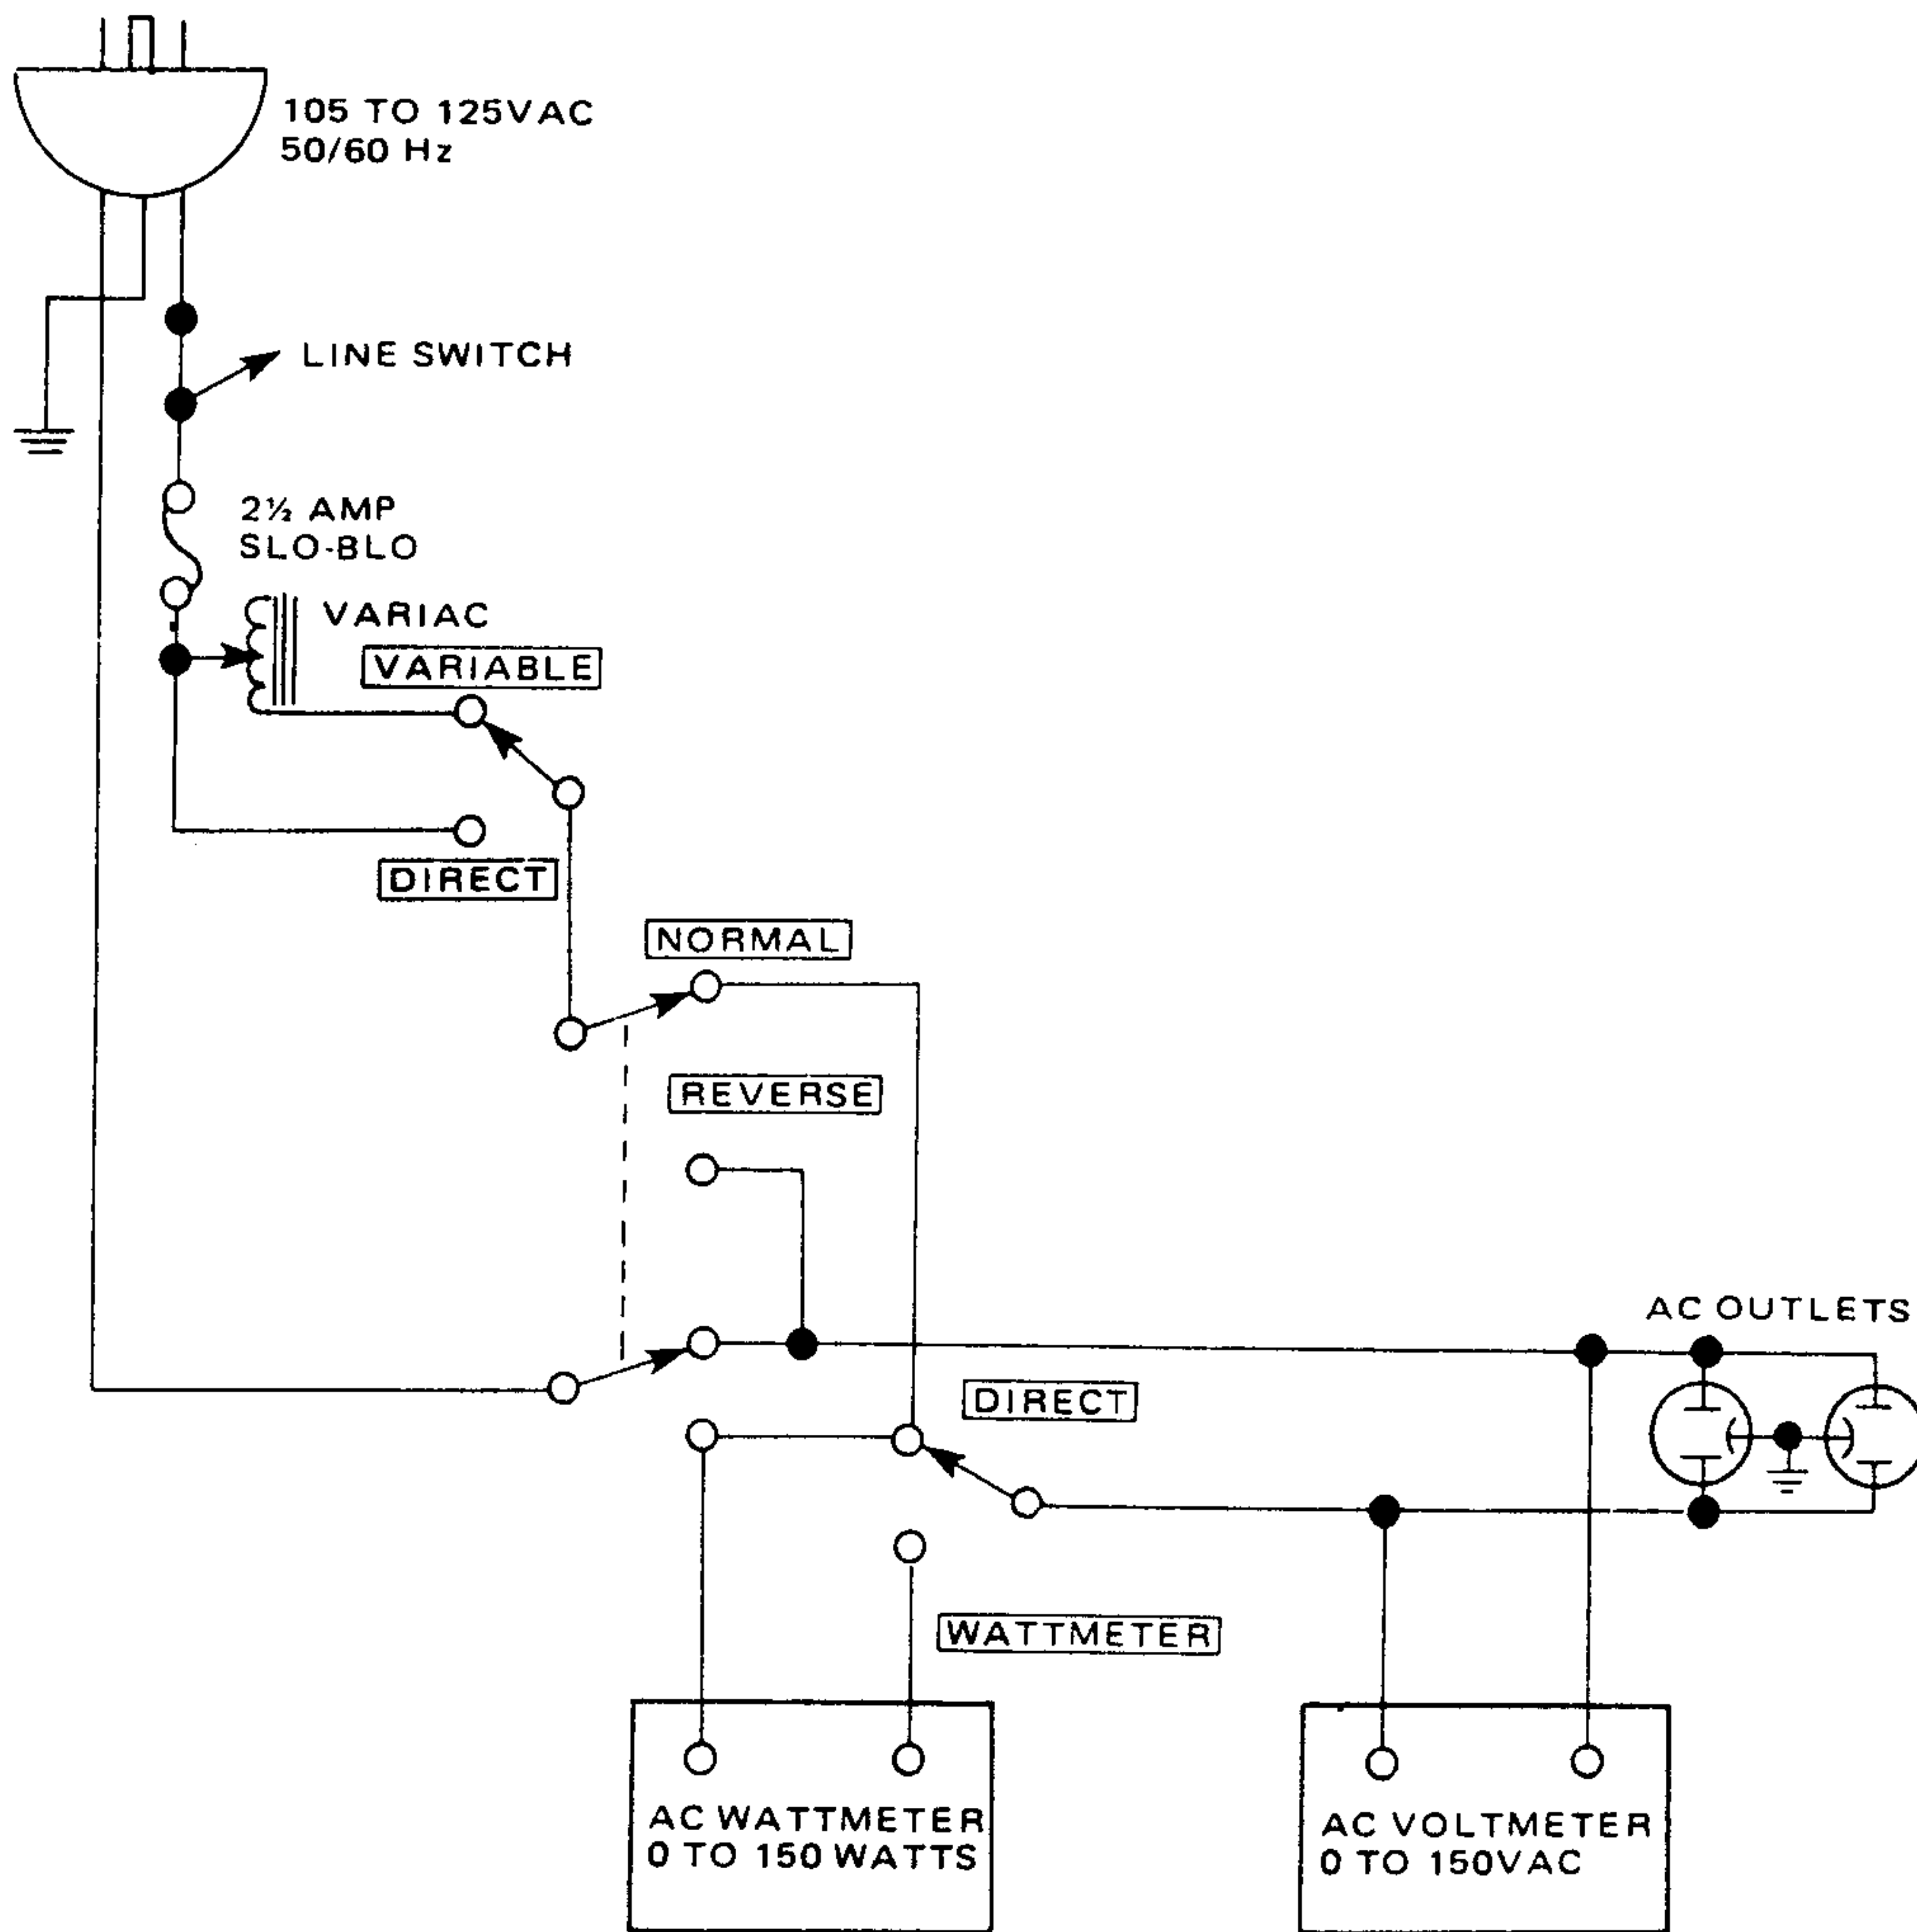 105 TO 125VAC
50/60 Hz
LINE SWITCH
2½ AMP
SLO-BLO
VARIAC
VARIABLE
DIRECT
NORMAL
REVERSE
AC OUTLETS
DIRECT
WATTMETER
AC WATTMETER
0 TO 150 WATTS
AC VOLTMETER
0 TO 150VAC